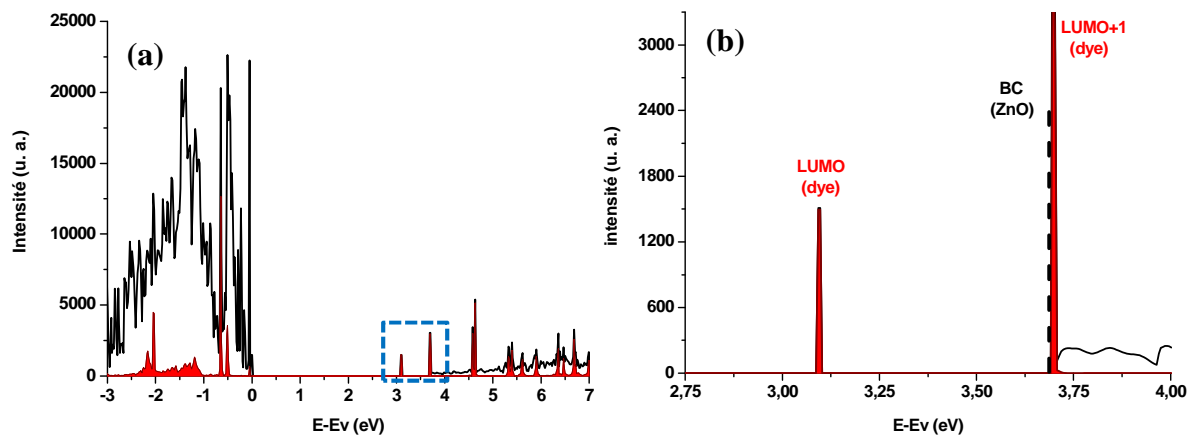 (a)
Intensité (u. a.)
25000
20000
15000
10000
5000
0
-3 -2 -1 0 1 2 3 4 5 6 7
E-Ev (eV)
(b)
intensité (u. a.)
3300
3000
2400
1800
1200
600
0
LUMO
(dye)
BC
(ZnO)
LUMO+1
(dye)
2,75 3,00 3,25 3,50 3,75 4,00
E-Ev (eV)